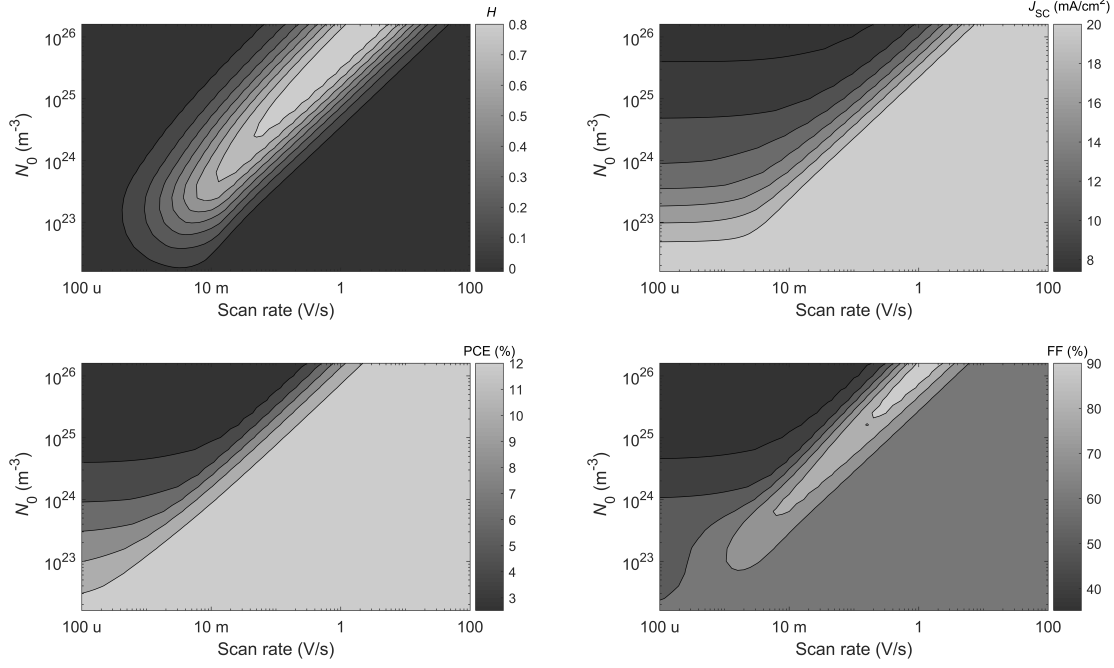 H
0.8
0.7
0.6
0.5
0.4
0.3
0.2
0.1
0
10^26
10^25
10^24
10^23
N_0 (m^-3)
100 u
10 m
1
100
Scan rate (V/s)
J_SC (mA/cm^2)
20
18
16
14
12
10
8
10^26
10^25
10^24
10^23
N_0 (m^-3)
100 u
10 m
1
100
Scan rate (V/s)
PCE (%)
12
11
10
9
8
7
6
5
4
3
10^26
10^25
10^24
10^23
N_0 (m^-3)
100 u
10 m
1
100
Scan rate (V/s)
FF (%)
90
80
70
60
50
40
10^26
10^25
10^24
10^23
N_0 (m^-3)
100 u
10 m
1
100
Scan rate (V/s)